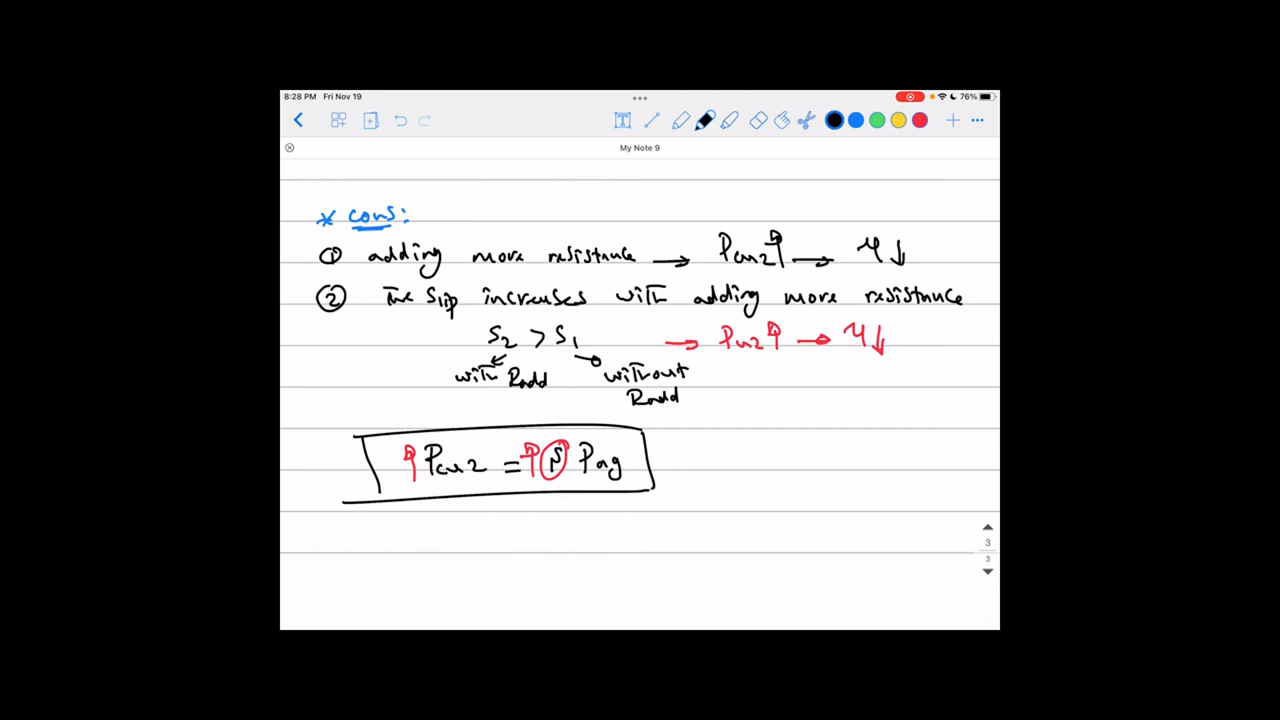 8:28 PM Fri Nov 19
76%
My Note 9
* cons:
① adding more resistance → Pcu2↑ → η↓
② The slip increases with adding more resistance
S2 > S1 → Pcu2↑ → η↓
with Radd without
Radd
↑Pcu2 = ↑S Pag
3
3